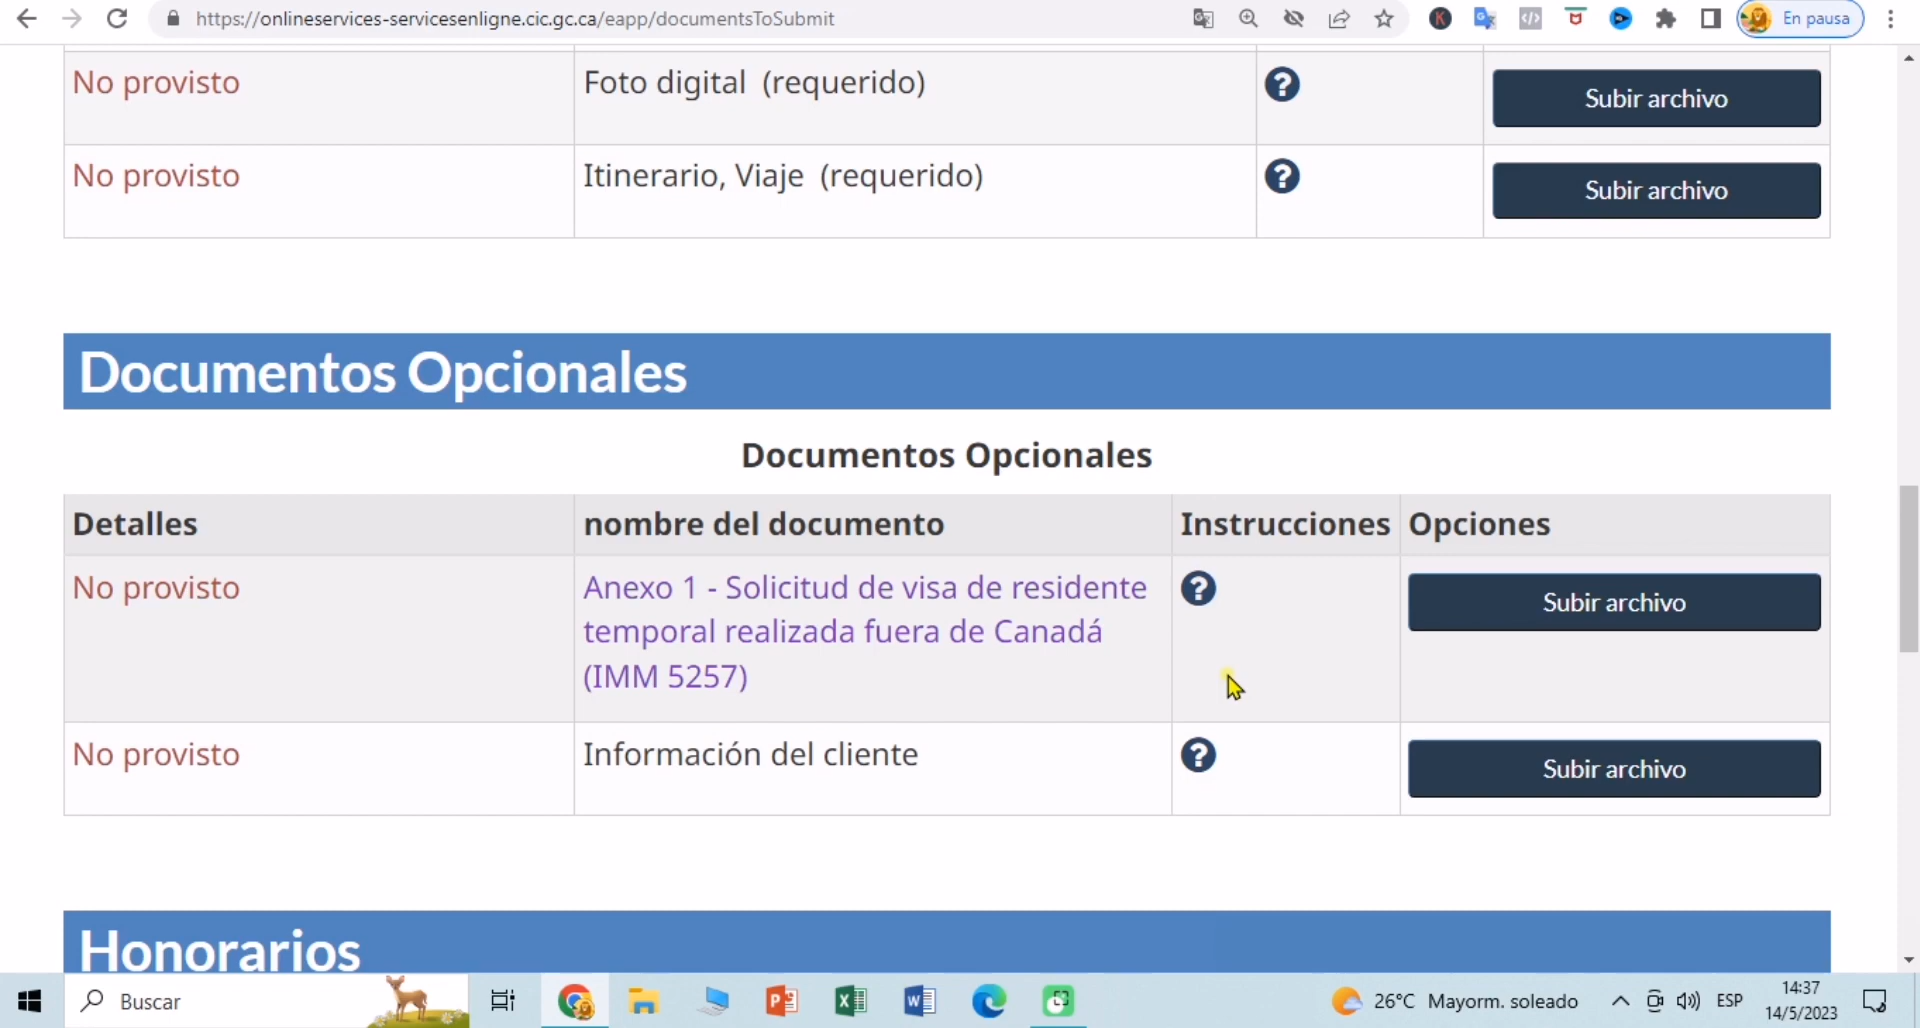 https://onlineservices-servicesenligne.cic.gc.ca/eapp/documentsToSubmit
En pausa
No provisto
Foto digital (requerido)
Subir archivo
No provisto
Itinerario, Viaje (requerido)
Subir archivo
Documentos Opcionales
Documentos Opcionales
Detalles
nombre del documento
Instrucciones
Opciones
No provisto
Anexo 1 - Solicitud de visa de residente
temporal realizada fuera de Canadá
(IMM 5257)
Subir archivo
No provisto
Información del cliente
Subir archivo
Honorarios
Buscar
26°C Mayorm. soleado
ESP
14:37
14/5/2023